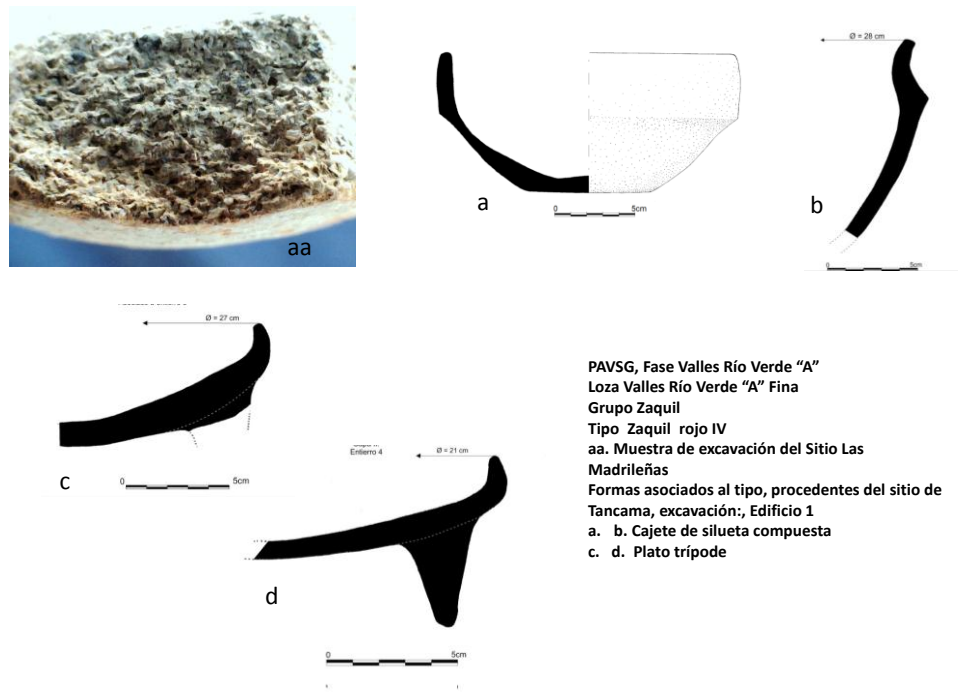 aa
a
0 5cm
Ø = 28 cm
b
0 5cm
Ø = 27 cm
c
0 5cm
Entierro 4
Ø = 21 cm
d
0 5cm
PAVSG, Fase Valles Río Verde “A”
Loza Valles Río Verde “A” Fina
Grupo Zaquil
Tipo Zaquil rojo IV
aa. Muestra de excavación del Sitio Las
Madrileñas
Formas asociados al tipo, procedentes del sitio de
Tancama, excavación:, Edificio 1
a. b. Cajete de silueta compuesta
c. d. Plato trípode